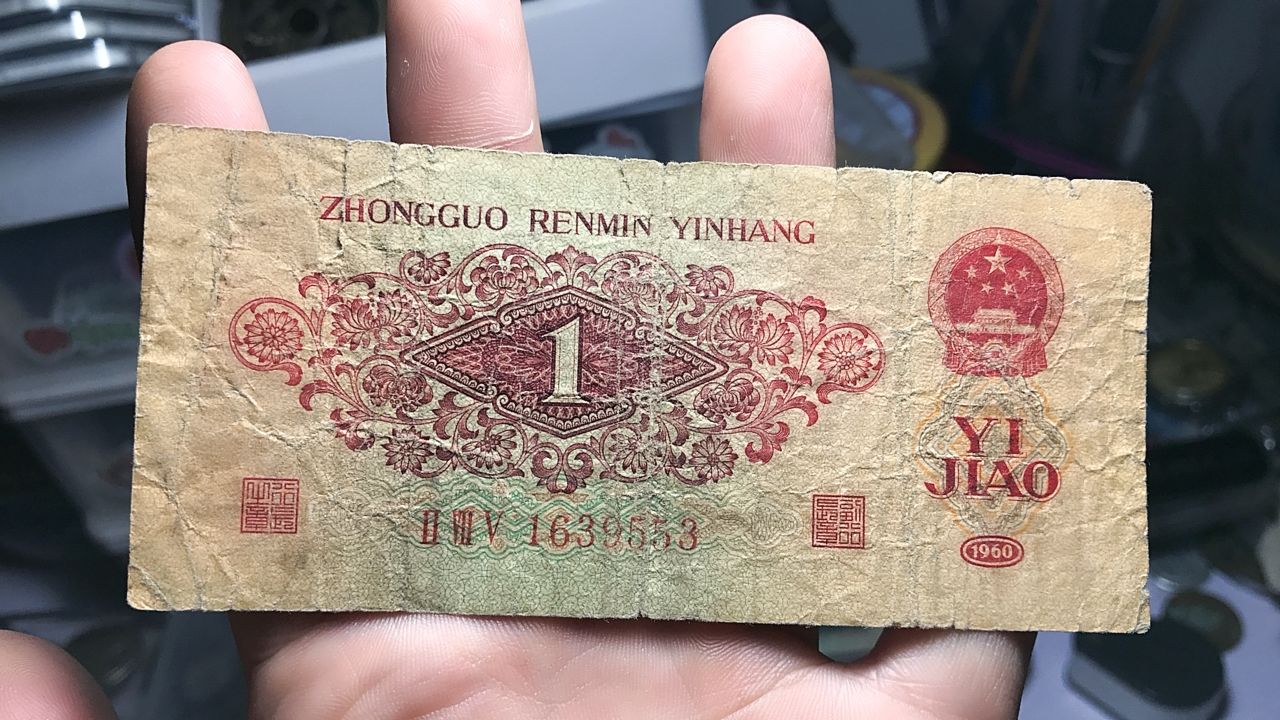 ZHONGGUO RENMIN YINHANG
1
YI
JIAO
Ⅱ Ⅷ Ⅴ 1639553
1960